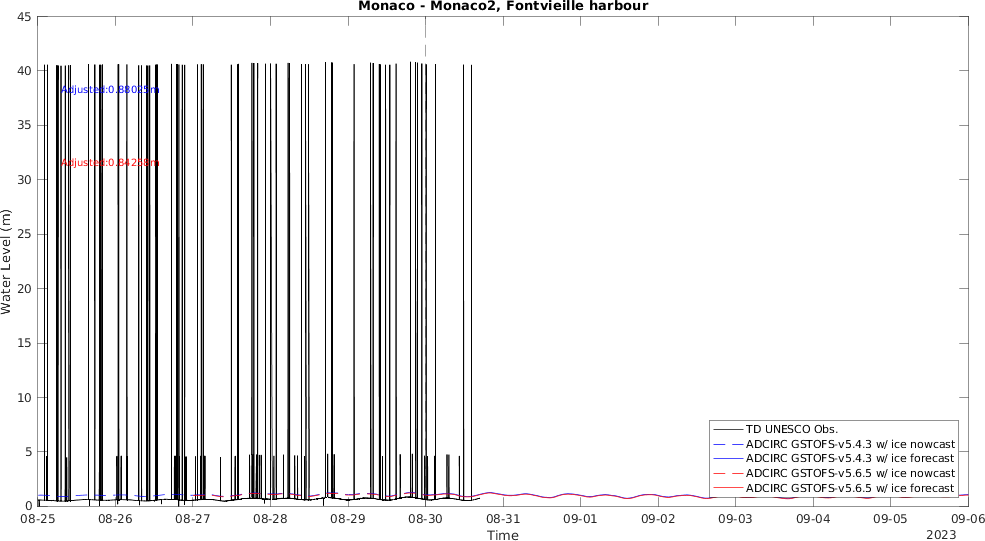 Monaco - Monaco2, Fontvieille harbour
Water Level (m)
45
40
35
30
25
20
15
10
5
0
Adjusted:0.88025m
08-25
08-26
08-27
08-28
08-29
08-30
08-31
09-01
09-02
09-03
09-04
09-05
09-06
Time
2023
TD UNESCO Obs.
ADCIRC GSTOFS-v5.4.3 w/ ice nowcast
ADCIRC GSTOFS-v5.4.3 w/ ice forecast
ADCIRC GSTOFS-v5.6.5 w/ ice nowcast
ADCIRC GSTOFS-v5.6.5 w/ ice forecast